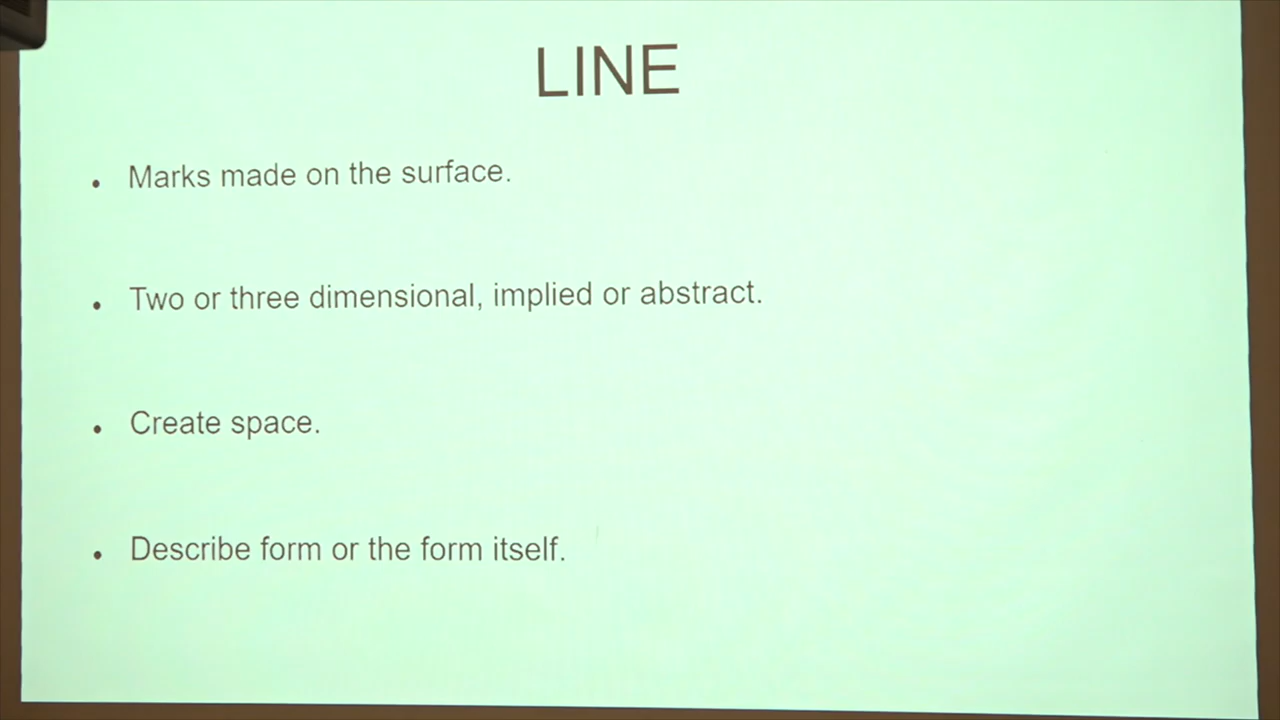 LINE
• Marks made on the surface.
• Two or three dimensional, implied or abstract.
• Create space.
• Describe form or the form itself.